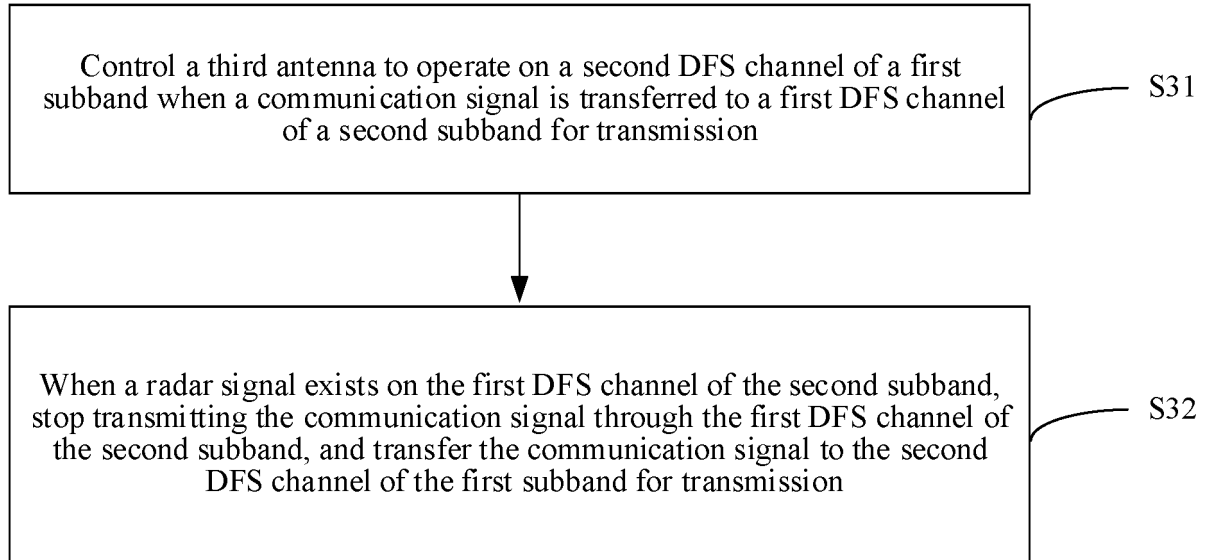 Control a third antenna to operate on a second DFS channel of a first
subband when a communication signal is transferred to a first DFS channel
of a second subband for transmission
S31
When a radar signal exists on the first DFS channel of the second subband,
stop transmitting the communication signal through the first DFS channel of
the second subband, and transfer the communication signal to the second
DFS channel of the first subband for transmission
S32